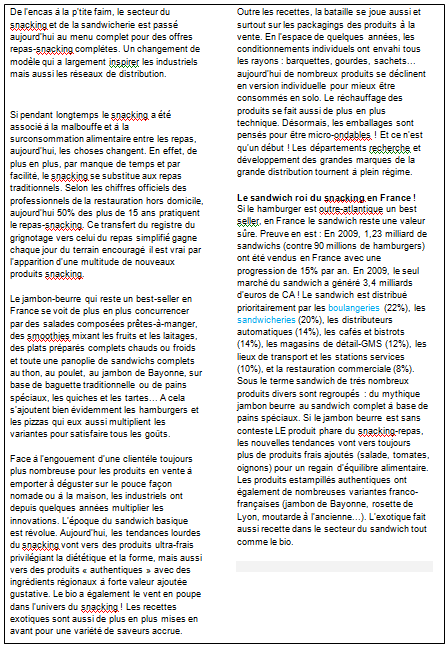 De l'encas á la p'tite faim, le secteur du
snacking et de la sandwicherie est passé
aujourd'hui au menu complet pour des offres
repas-snacking complètes. Un changement de
modèle qui a largement inspirer les industriels
mais aussi les réseaux de distribution.
Si pendant longtemps le snacking a été
associé á la malbouffe et á la
surconsommation alimentaire entre les repas,
aujourd'hui, les choses changent. En effet, de
plus en plus, par manque de temps et par
facilité, le snacking se substitue aux repas
traditionnels. Selon les chiffres officiels des
professionnels de la restauration hors domicile,
aujourd'hui 50% des plus de 15 ans pratiquent
le repas-snacking. Ce transfert du registre du
grignotage vers celui du repas simplifié gagne
chaque jour du terrain encouragé il est vrai par
l'apparition d'une multitude de nouveaux
produits snacking.
Le jambon-beurre qui reste un best-seller en
France se voit de plus en plus concurrencer
par des salades composées prêtes-á-manger,
des smoothies mixant les fruits et les laitages,
des plats préparés complets chauds ou froids
et toute une panoplie de sandwichs complets
au thon, au poulet, au jambon de Bayonne, sur
base de baguette traditionnelle ou de pains
spéciaux, les quiches et les tartes... A cela
s'ajoutent bien évidemment les hamburgers et
les pizzas qui eux aussi multiplient les
variantes pour satisfaire tous les goûts.
Face á l'engouement d'une clientéle toujours
plus nombreuse pour les produits en vente á
emporter à déguster sur le pouce façon
nomade ou á la maison, les industriels ont
depuis quelques années multiplier les
innovations. L'époque du sandwich basique
est révolue. Aujourd'hui, les tendances lourdes
du snacking vont vers des produits ultra-frais
privilégiant la diététique et la forme, mais aussi
vers des produits « authentiques » avec des
ingrédients régionaux á forte valeur ajoutée
gustative. Le bio a également le vent en poupe
dans l'univers du snacking ! Les recettes
exotiques sont aussi de plus en plus mises en
avant pour une variété de saveurs accrue.
Outre les recettes, la bataille se joue aussi et
surtout sur les packagings des produits á la
vente. En l'espace de quelques années, les
conditionnements individuels ont envahi tous
les rayons : barquettes, gourdes, sachets...
aujourd'hui de nombreux produits se déclinent
en version individuelle pour mieux être
consommés en solo. Le réchauffage des
produits se fait aussi de plus en plus
technique. Désormais, les emballages sont
pensés pour être micro-ondables ! Et ce n'est
qu'un début ! Les départements recherche et
développement des grandes marques de la
grande distribution tournent á plein régime.
Le sandwich roi du snacking en France !
Si le hamburger est outre-atlantique un best
seller, en France le sandwich reste une valeur
sûre. Preuve en est : En 2009, 1,23 milliard de
sandwichs (contre 90 millions de hamburgers)
ont été vendus en France avec une
progression de 15% par an. En 2009, le seul
marché du sandwich a généré 3,4 milliards
d'euros de CA ! Le sandwich est distribué
prioritairement par les boulangeries (22%), les
sandwicheries (20%), les distributeurs
automatiques (14%), les cafés et bistrots
(14%), les magasins de détail-GMS (12%), les
lieux de transport et les stations services
(10%), et la restauration commerciale (8%).
Sous le terme sandwich de trés nombreux
produits divers sont regroupés : du mythique
jambon beurre au sandwich complet á base de
pains spéciaux. Si le jambon beurre est sans
conteste LE produit phare du snacking-repas,
les nouvelles tendances vont vers toujours
plus de produits frais ajoutés (salade, tomates,
oignons) pour un regain d'équilibre alimentaire.
Les produits estampillés authentiques ont
également de nombreuses variantes franco-
françaises (jambon de Bayonne, rosette de
Lyon, moutarde á l'ancienne...). L'exotique fait
aussi recette dans le secteur du sandwich tout
comme le bio.